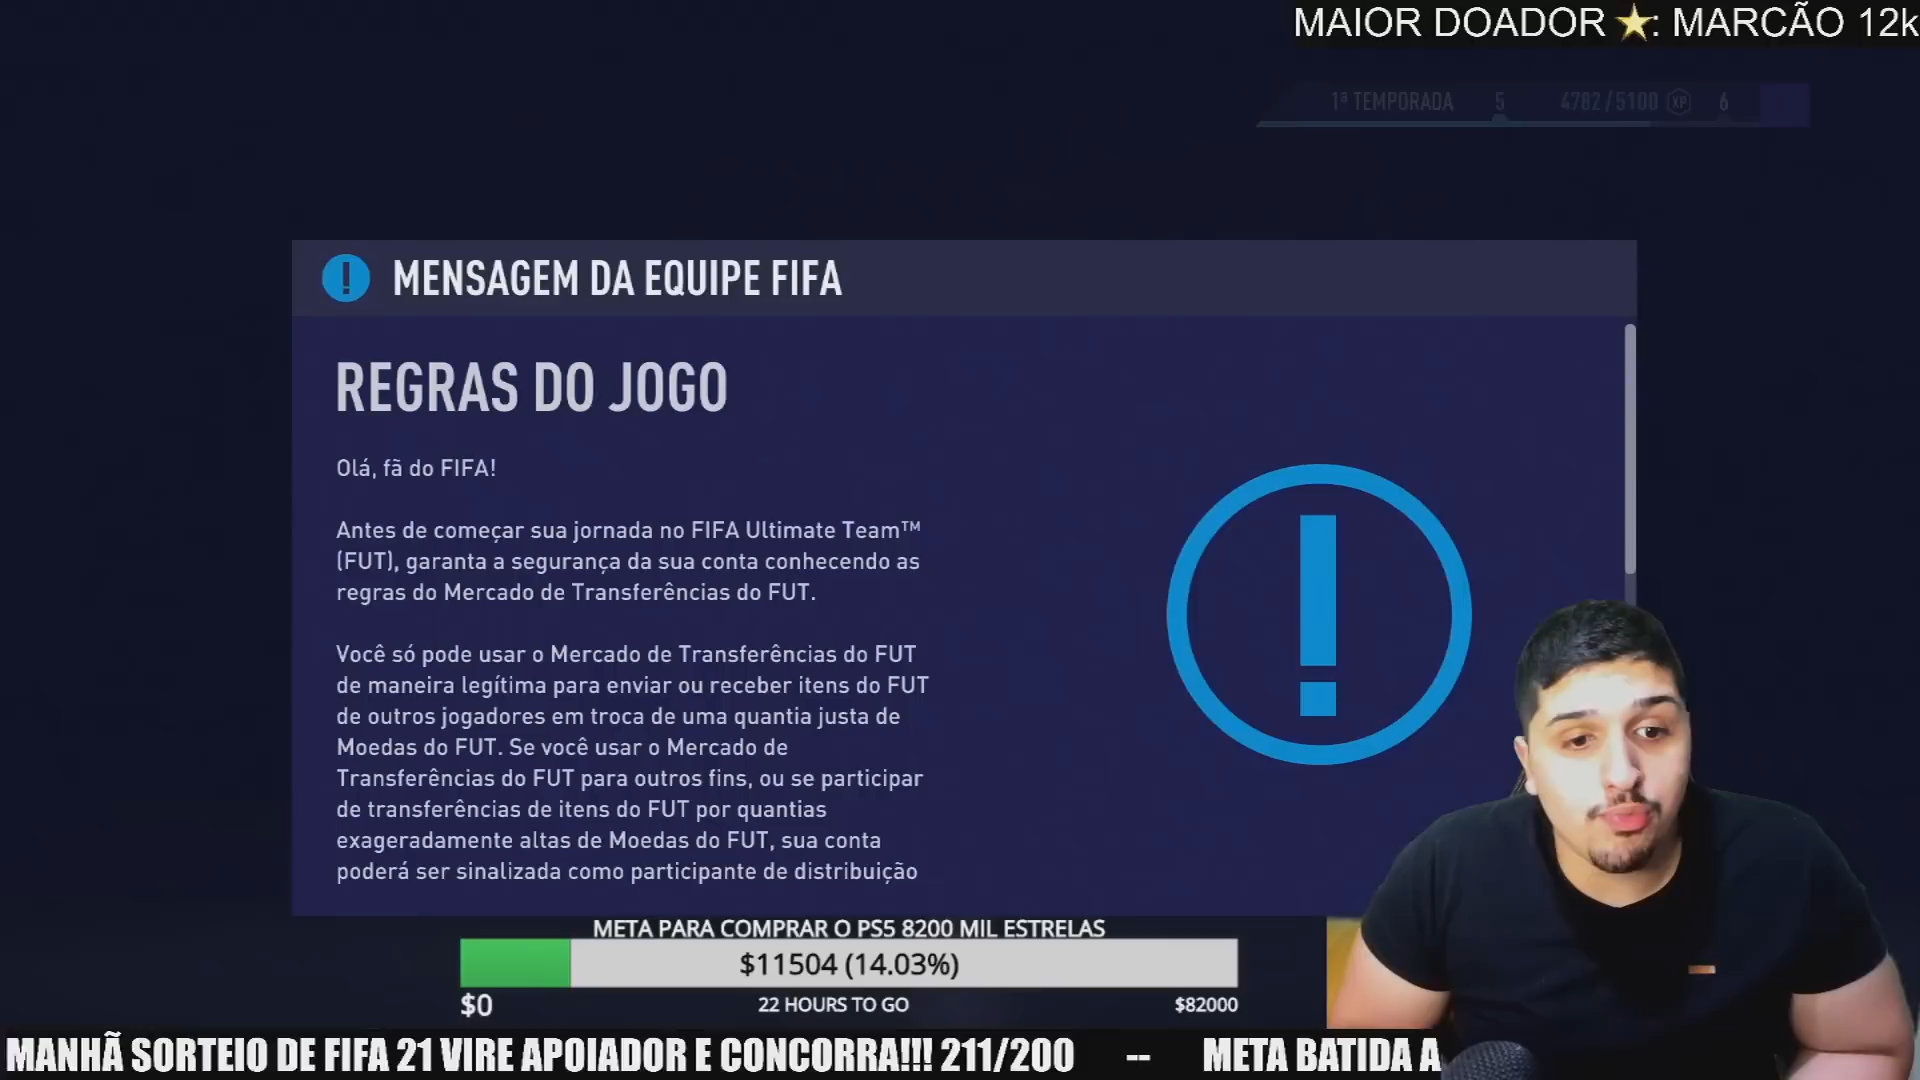 MAIOR DOADOR ⭐: MARCÃO 12k
1ª TEMPORADA 5 4782/5100 XP 6
MENSAGEM DA EQUIPE FIFA
REGRAS DO JOGO
Olá, fã do FIFA!
Antes de começar sua jornada no FIFA Ultimate Team™
(FUT), garanta a segurança da sua conta conhecendo as
regras do Mercado de Transferências do FUT.
Você só pode usar o Mercado de Transferências do FUT
de maneira legítima para enviar ou receber itens do FUT
de outros jogadores em troca de uma quantia justa de
Moedas do FUT. Se você usar o Mercado de
Transferências do FUT para outros fins, ou se participar
de transferências de itens do FUT por quantias
exageradamente altas de Moedas do FUT, sua conta
poderá ser sinalizada como participante de distribuição
META PARA COMPRAR O PS5 8200 MIL ESTRELAS
$11504 (14.03%)
$0 22 HOURS TO GO $82000
MANHÃ SORTEIO DE FIFA 21 VIRE APOIADOR E CONCORRA!!! 211/200 -- META BATIDA A